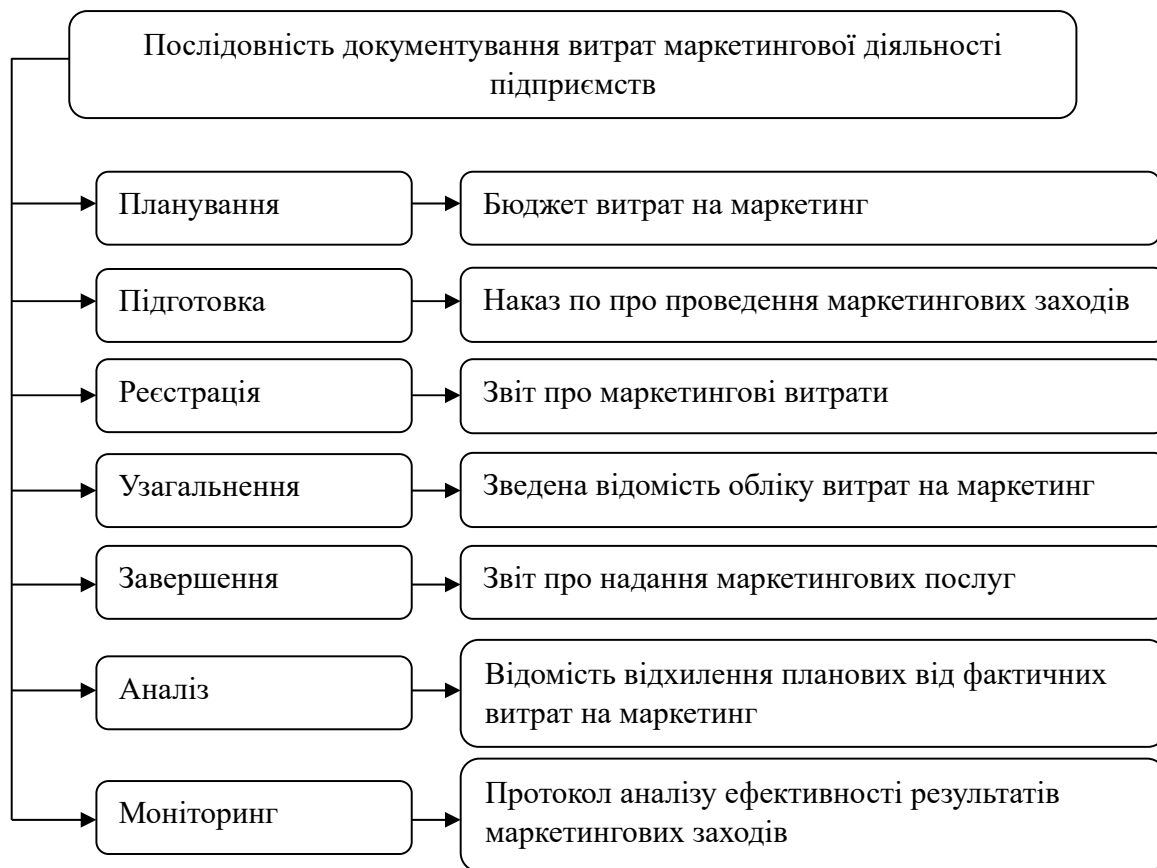 Послідовність документування витрат маркетингової діяльності
підприємств
Планування
Бюджет витрат на маркетинг
Підготовка
Наказ по про проведення маркетингових заходів
Реєстрація
Звіт про маркетингові витрати
Узагальнення
Зведена відомість обліку витрат на маркетинг
Завершення
Звіт про надання маркетингових послуг
Аналіз
Відомість відхилення планових від фактичних
витрат на маркетинг
Моніторинг
Протокол аналізу ефективності результатів
маркетингових заходів